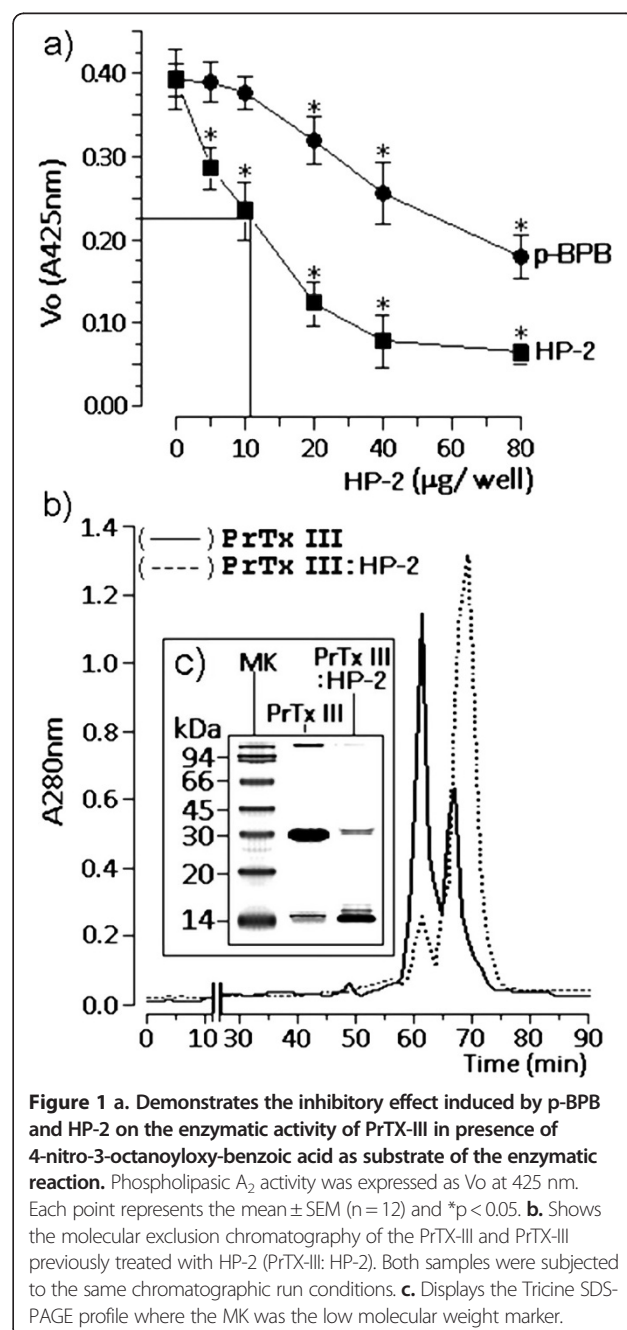 a)
0.40
0.30
0.20
0.10
0.00
Vo (A425nm)
*
*
*
*
*
*
*
*
p-BPB
HP-2
0 10 20 40 60 80
HP-2 (µg/well)
b)
1.4
1.2
1.0
0.8
0.6
0.4
0.2
0.0
A280nm
(—) PrTx III
(----) PrTx III:HP-2
c)
MK
PrTx III
:HP-2
PrTx III
kDa
94
66
45
30
20
14
0 10 30 40 50 60 70 80 90
Time (min)
Figure 1 a. Demonstrates the inhibitory effect induced by p-BPB
and HP-2 on the enzymatic activity of PrTX-III in presence of
4-nitro-3-octanoyloxy-benzoic acid as substrate of the enzymatic
reaction. Phospholipasic A₂ activity was expressed as Vo at 425 nm.
Each point represents the mean ± SEM (n = 12) and *p < 0.05. b. Shows
the molecular exclusion chromatography of the PrTX-III and PrTX-III
previously treated with HP-2 (PrTX-III: HP-2). Both samples were subjected
to the same chromatographic run conditions. c. Displays the Tricine SDS-
PAGE profile where the MK was the low molecular weight marker.